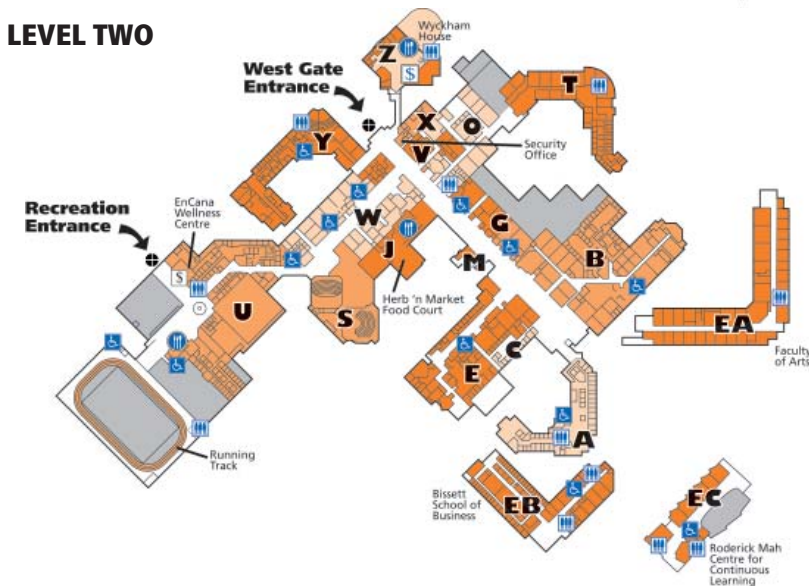 LEVEL TWO
Wyckham
House
Z
$
West Gate
Entrance
T
X
O
Y
V
Security
Office
EnCana
Wellness
Centre
W
G
Recreation
Entrance
J
B
M
$
Herb 'n Market
Food Court
U
S
EA
C
E
Faculty
of Arts
A
Running
Track
Bissett
School of
Business
EB
EC
Roderick Mah
Centre for
Continuous
Learning